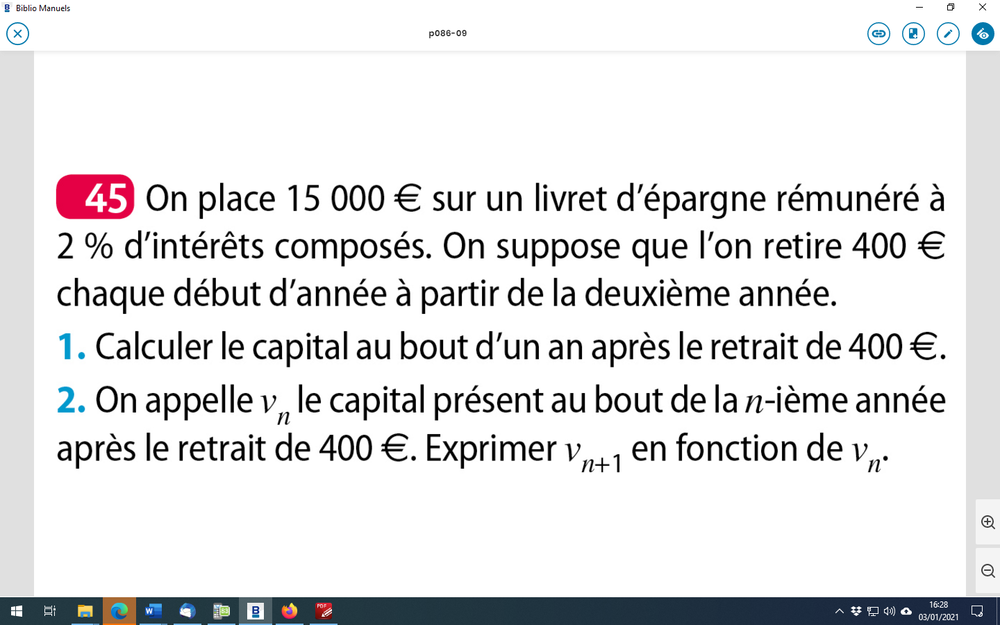 Biblio Manuels
p086-09
45 On place 15 000 € sur un livret d’épargne rémunéré à
2 % d’intérêts composés. On suppose que l’on retire 400 €
chaque début d’année à partir de la deuxième année.
1. Calculer le capital au bout d’un an après le retrait de 400 €.
2. On appelle vₙ le capital présent au bout de la n-ième année
après le retrait de 400 €. Exprimer vₙ₊₁ en fonction de vₙ.
16:28
03/01/2021